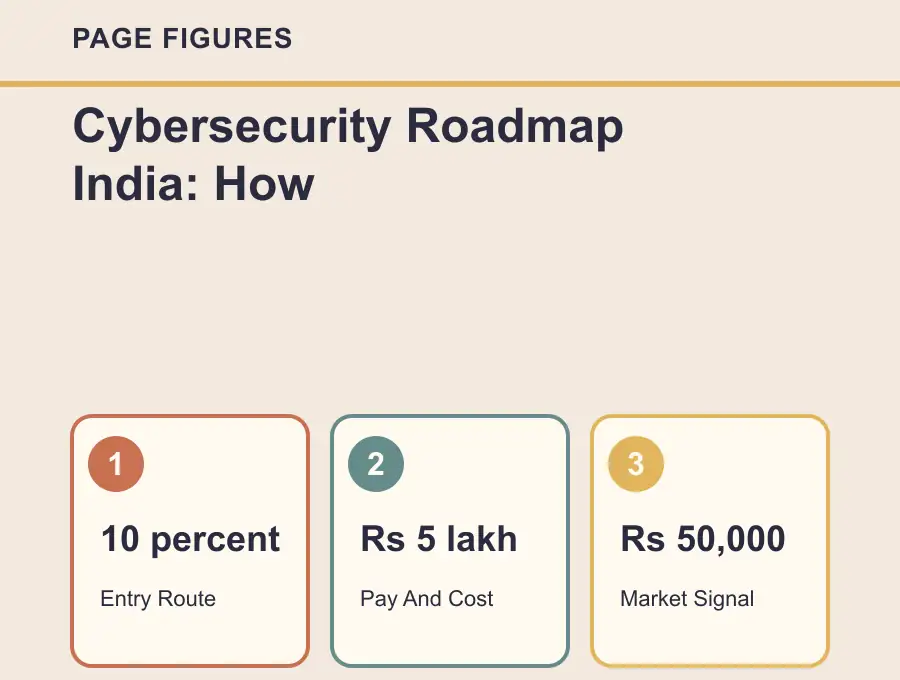 PAGE FIGURES
Cybersecurity Roadmap
India: How
1
10 percent
Entry Route
2
Rs 5 lakh
Pay And Cost
3
Rs 50,000
Market Signal